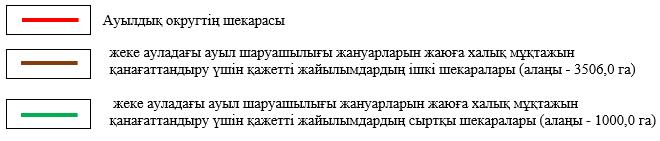 Ауылдық округтің шекарасы
жеке ауладағы ауыл шаруашылығы жануарларын жаюға халық мұқтажын
қанағаттандыру үшін қажетті жайылымдардың ішкі шекаралары (алаңы - 3506,0 га)
жеке ауладағы ауыл шаруашылығы жануарларын жаюға халық мұқтажын
қанағаттандыру үшін қажетті жайылымдардың сыртқы шекаралары (алаңы - 1000,0 га)